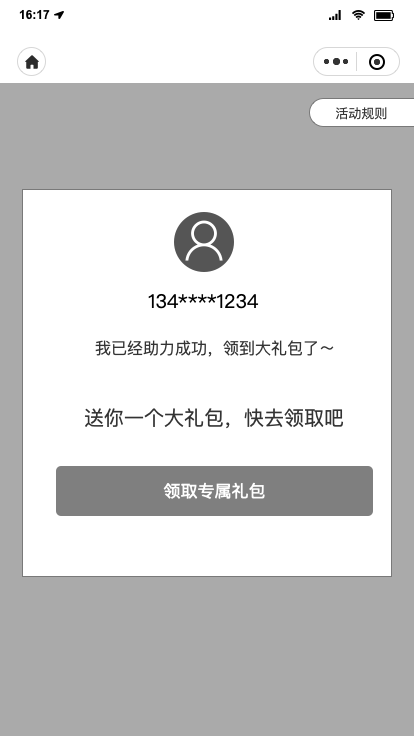 16:17
活动规则
134****1234
我已经助力成功，领到大礼包了～
送你一个大礼包，快去领取吧
领取专属礼包